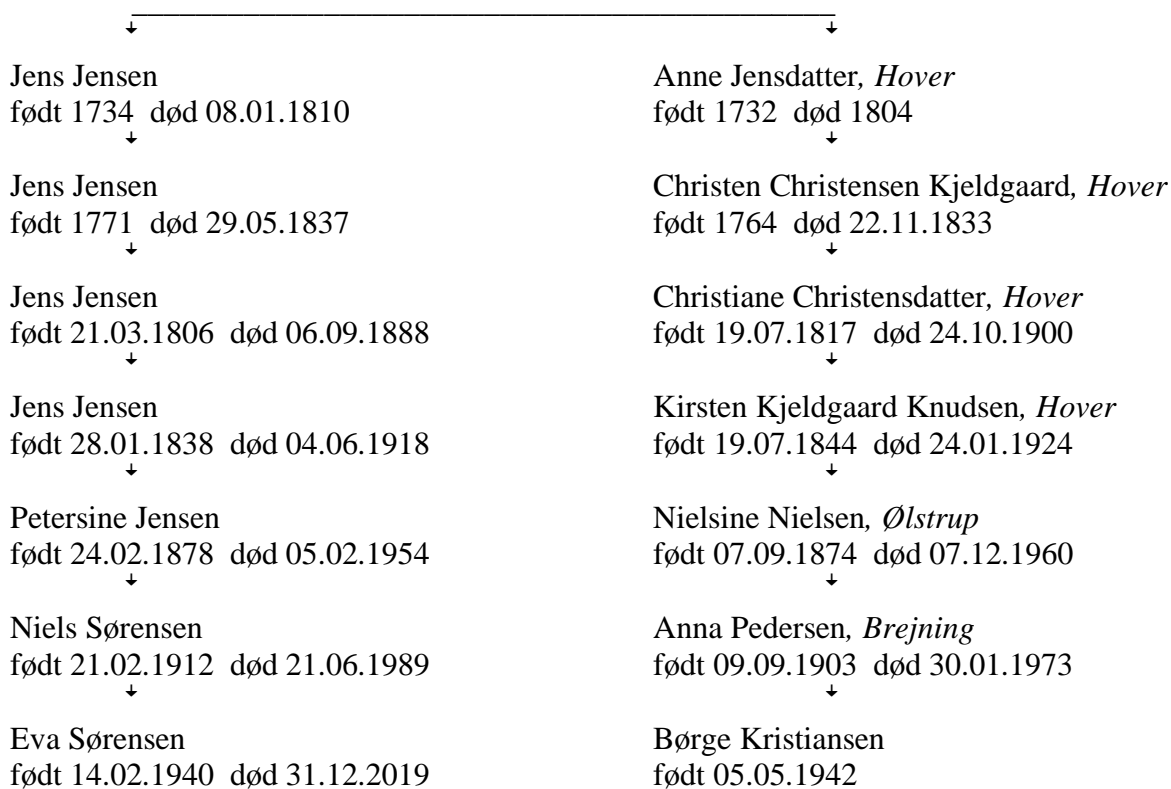 Jens Jensen
født 1734 død 08.01.1810
Jens Jensen
født 1771 død 29.05.1837
Jens Jensen
født 21.03.1806 død 06.09.1888
Jens Jensen
født 28.01.1838 død 04.06.1918
Petersine Jensen
født 24.02.1878 død 05.02.1954
Niels Sørensen
født 21.02.1912 død 21.06.1989
Eva Sørensen
født 14.02.1940 død 31.12.2019
Anne Jensdatter, Hover
født 1732 død 1804
Christen Christensen Kjeldgaard, Hover
født 1764 død 22.11.1833
Christiane Christensdatter, Hover
født 19.07.1817 død 24.10.1900
Kirsten Kjeldgaard Knudsen, Hover
født 19.07.1844 død 24.01.1924
Nielsine Nielsen, Ølstrup
født 07.09.1874 død 07.12.1960
Anna Pedersen, Brejning
født 09.09.1903 død 30.01.1973
Børge Kristiansen
født 05.05.1942